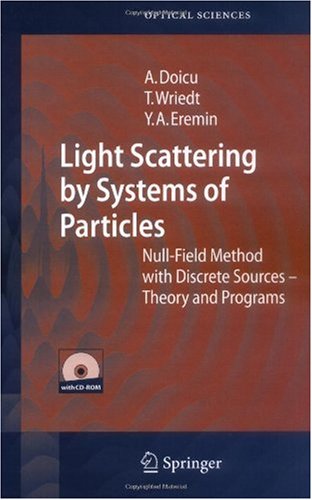 OPTICAL SCIENCES
A. Doicu
T. Wriedt
Y. A. Eremin
Light Scattering
by Systems of
Particles
Null-Field Method
with Discrete Sources –
Theory and Programs
with CD-ROM
Springer